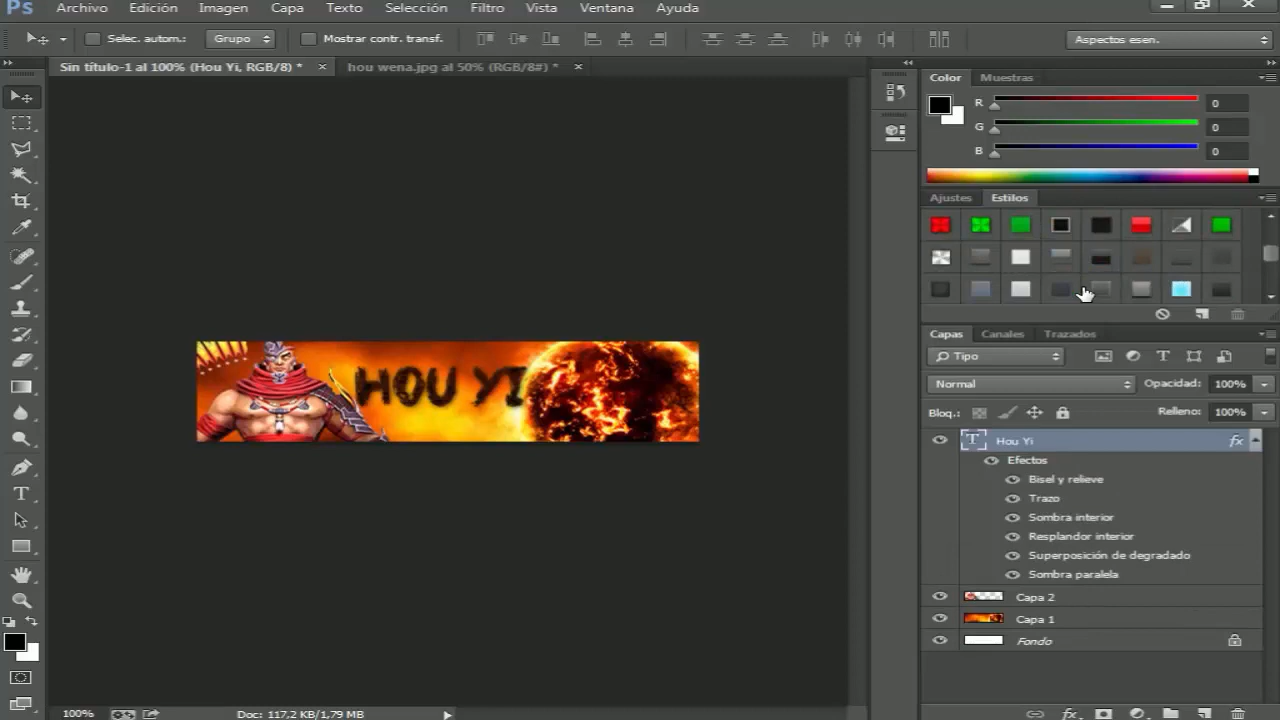 Ps Archivo Edición Imagen Capa Texto Selección Filtro Vista Ventana Ayuda
Selec. autom.: Grupo Mostrar contr. transf. Aspectos esen.
Sin título-1 al 100% (Hou Yi, RGB/8) * hou wena.jpg al 50% (RGB/8#) *
Color Muestras
R 0
G 0
B 0
Ajustes Estilos
HOU YI
Capas Canales Trazados
Tipo
Normal Opacidad: 100%
Bloq.: Relleno: 100%
T Hou Yi fx
Efectos
Bisel y relieve
Trazo
Sombra interior
Resplandor interior
Superposición de degradado
Sombra paralela
Capa 2
Capa 1
Fondo
100% Doc: 117,2 KB/1,79 MB fx